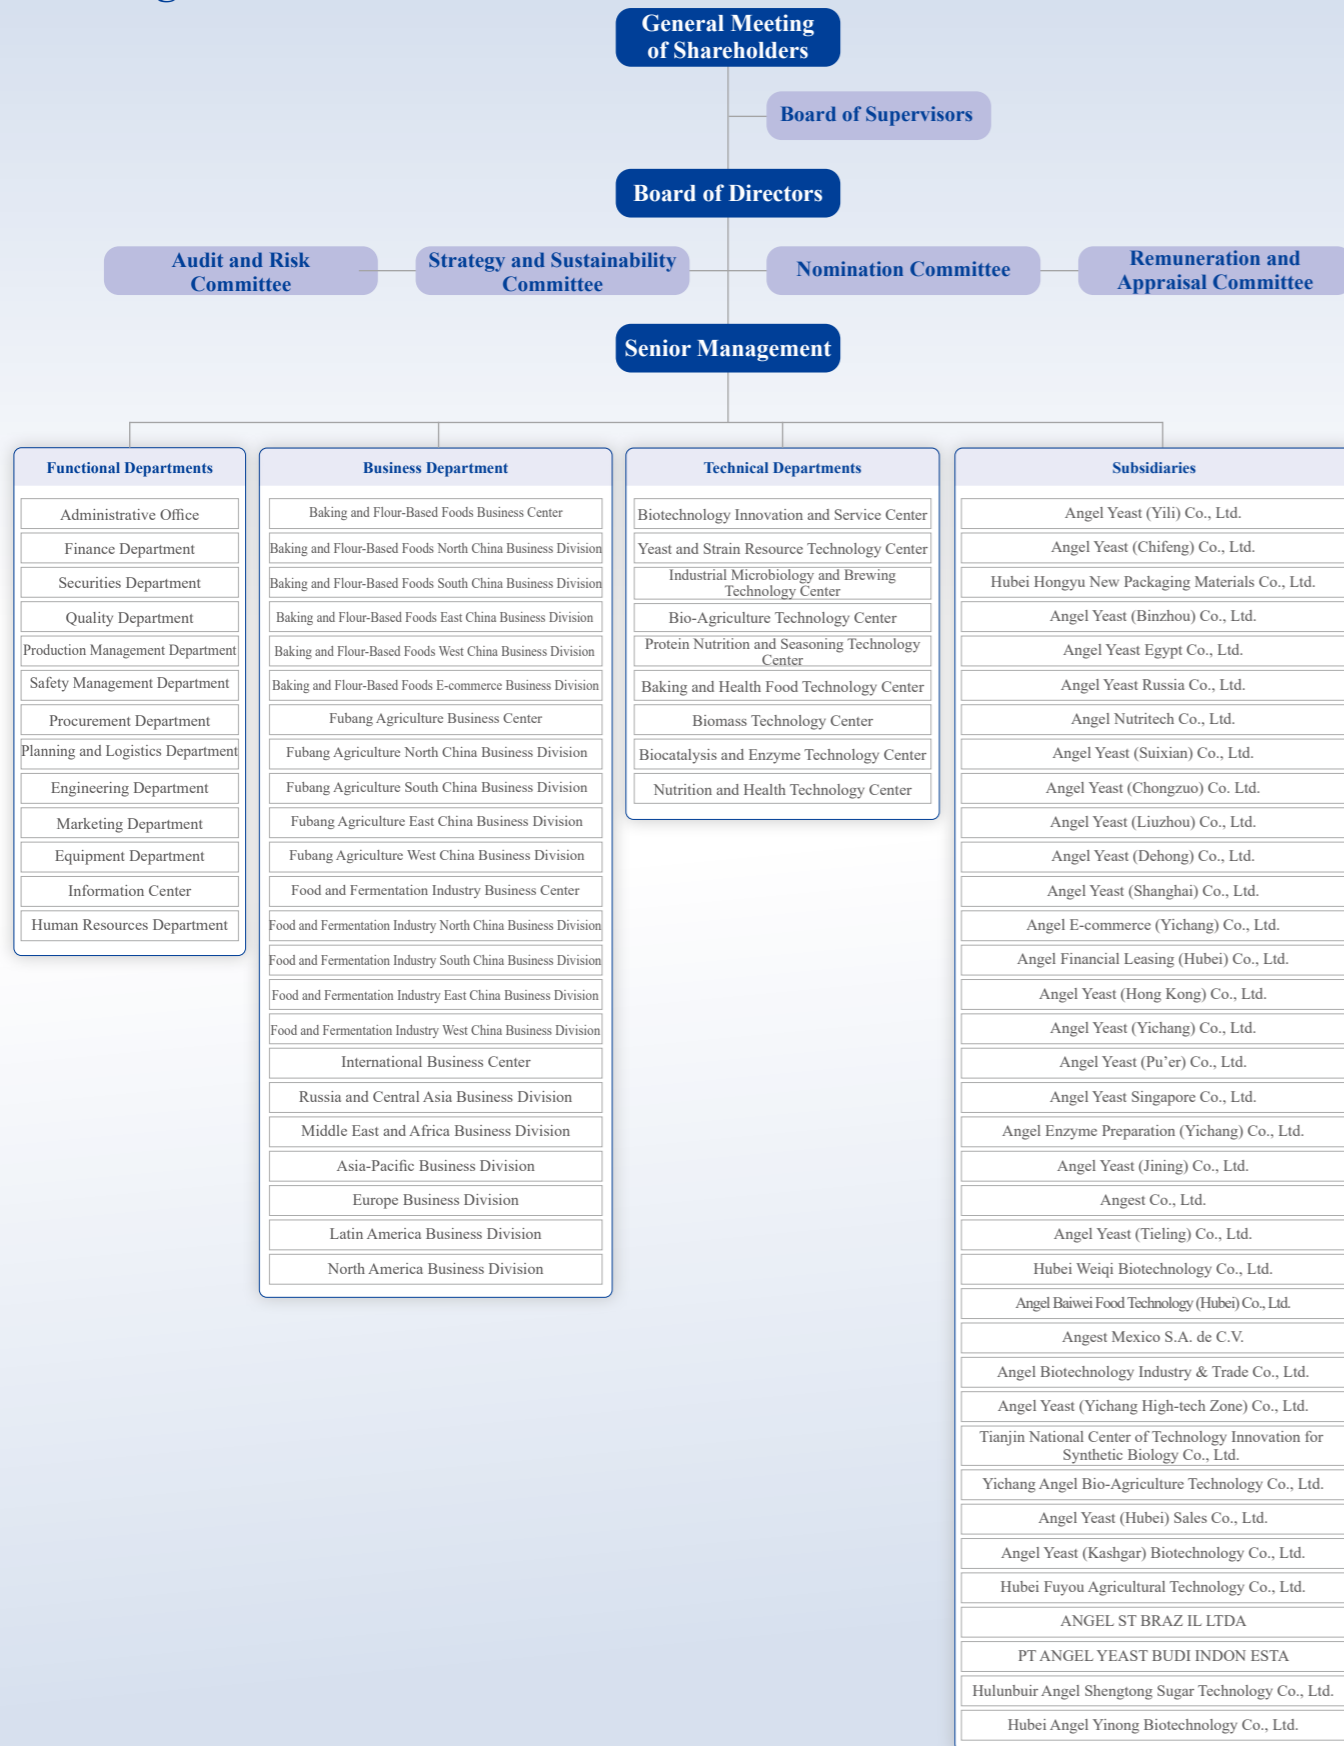 General Meeting
of Shareholders
Board of Supervisors
Board of Directors
Audit and Risk
Committee
Strategy and Sustainability
Committee
Nomination Committee
Remuneration and
Appraisal Committee
Senior Management
Functional Departments
Administrative Office
Finance Department
Securities Department
Quality Department
Production Management Department
Safety Management Department
Procurement Department
Planning and Logistics Department
Engineering Department
Marketing Department
Equipment Department
Information Center
Human Resources Department
Business Department
Baking and Flour-Based Foods Business Center
Baking and Flour-Based Foods North China Business Division
Baking and Flour-Based Foods South China Business Division
Baking and Flour-Based Foods East China Business Division
Baking and Flour-Based Foods West China Business Division
Baking and Flour-Based Foods E-commerce Business Division
Fubang Agriculture Business Center
Fubang Agriculture North China Business Division
Fubang Agriculture South China Business Division
Fubang Agriculture East China Business Division
Fubang Agriculture West China Business Division
Food and Fermentation Industry Business Center
Food and Fermentation Industry North China Business Division
Food and Fermentation Industry South China Business Division
Food and Fermentation Industry East China Business Division
Food and Fermentation Industry West China Business Division
International Business Center
Russia and Central Asia Business Division
Middle East and Africa Business Division
Asia-Pacific Business Division
Europe Business Division
Latin America Business Division
North America Business Division
Technical Departments
Biotechnology Innovation and Service Center
Yeast and Strain Resource Technology Center
Industrial Microbiology and Brewing
Technology Center
Bio-Agriculture Technology Center
Protein Nutrition and Seasoning Technology
Center
Baking and Health Food Technology Center
Biomass Technology Center
Biocatalysis and Enzyme Technology Center
Nutrition and Health Technology Center
Subsidiaries
Angel Yeast (Yili) Co., Ltd.
Angel Yeast (Chifeng) Co., Ltd.
Hubei Hongyu New Packaging Materials Co., Ltd.
Angel Yeast (Binzhou) Co., Ltd.
Angel Yeast Egypt Co., Ltd.
Angel Yeast Russia Co., Ltd.
Angel Nutritech Co., Ltd.
Angel Yeast (Suixian) Co., Ltd.
Angel Yeast (Chongzuo) Co. Ltd.
Angel Yeast (Liuzhou) Co., Ltd.
Angel Yeast (Dehong) Co., Ltd.
Angel Yeast (Shanghai) Co., Ltd.
Angel E-commerce (Yichang) Co., Ltd.
Angel Financial Leasing (Hubei) Co., Ltd.
Angel Yeast (Hong Kong) Co., Ltd.
Angel Yeast (Yichang) Co., Ltd.
Angel Yeast (Pu’er) Co., Ltd.
Angel Yeast Singapore Co., Ltd.
Angel Enzyme Preparation (Yichang) Co., Ltd.
Angel Yeast (Jining) Co., Ltd.
Angest Co., Ltd.
Angel Yeast (Tieling) Co., Ltd.
Hubei Weiqi Biotechnology Co., Ltd.
Angel Baiwei Food Technology (Hubei) Co., Ltd.
Angest Mexico S.A. de C.V.
Angel Biotechnology Industry & Trade Co., Ltd.
Angel Yeast (Yichang High-tech Zone) Co., Ltd.
Tianjin National Center of Technology Innovation for
Synthetic Biology Co., Ltd.
Yichang Angel Bio-Agriculture Technology Co., Ltd.
Angel Yeast (Hubei) Sales Co., Ltd.
Angel Yeast (Kashgar) Biotechnology Co., Ltd.
Hubei Fuyou Agricultural Technology Co., Ltd.
ANGEL ST BRAZ IL LTDA
PT ANGEL YEAST BUDI INDON ESTA
Hulunbuir Angel Shengtong Sugar Technology Co., Ltd.
Hubei Angel Yinong Biotechnology Co., Ltd.